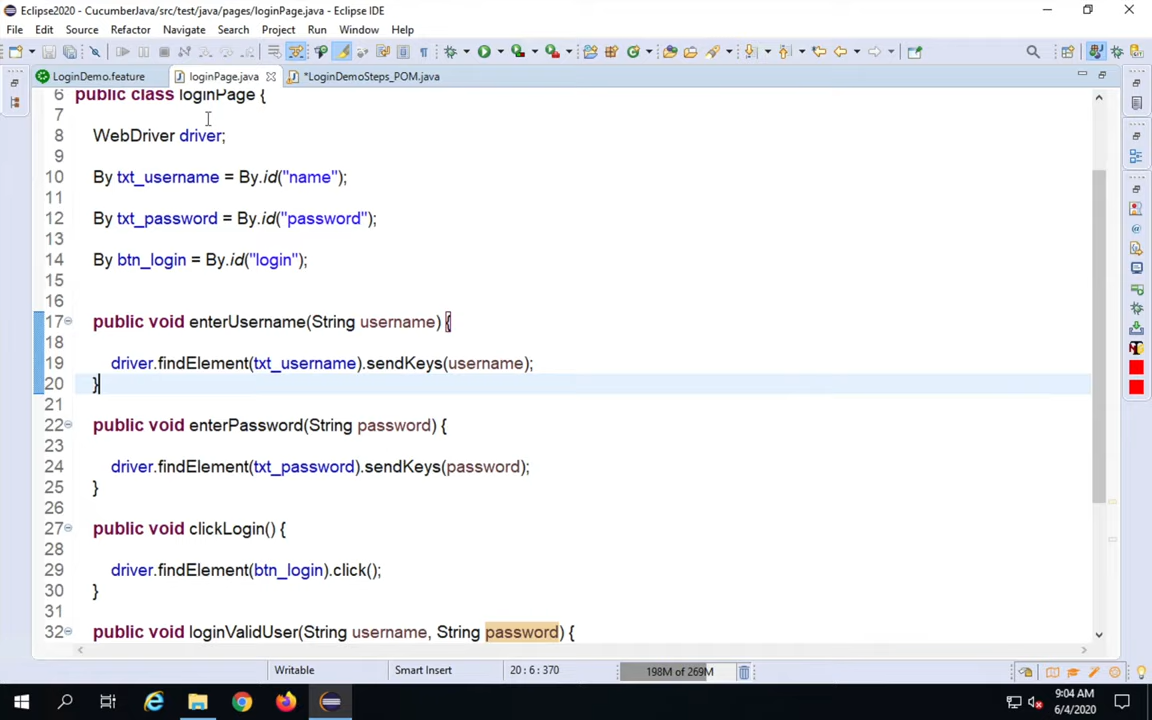 Eclipse2020 - CucumberJava/src/test/java/pages/loginPage.java - Eclipse IDE
File Edit Source Refactor Navigate Search Project Run Window Help
LoginDemo.feature loginPage.java *LoginDemoSteps_POM.java
6 public class loginPage {
7
8 WebDriver driver;
9
10 By txt_username = By.id("name");
11
12 By txt_password = By.id("password");
13
14 By btn_login = By.id("login");
15
16
17 public void enterUsername(String username) {
18
19 driver.findElement(txt_username).sendKeys(username);
20 }
21
22 public void enterPassword(String password) {
23
24 driver.findElement(txt_password).sendKeys(password);
25 }
26
27 public void clickLogin() {
28
29 driver.findElement(btn_login).click();
30 }
31
32 public void loginValidUser(String username, String password) {
Writable Smart Insert 20 : 6 : 370 198M of 269M
9:04 AM
6/4/2020